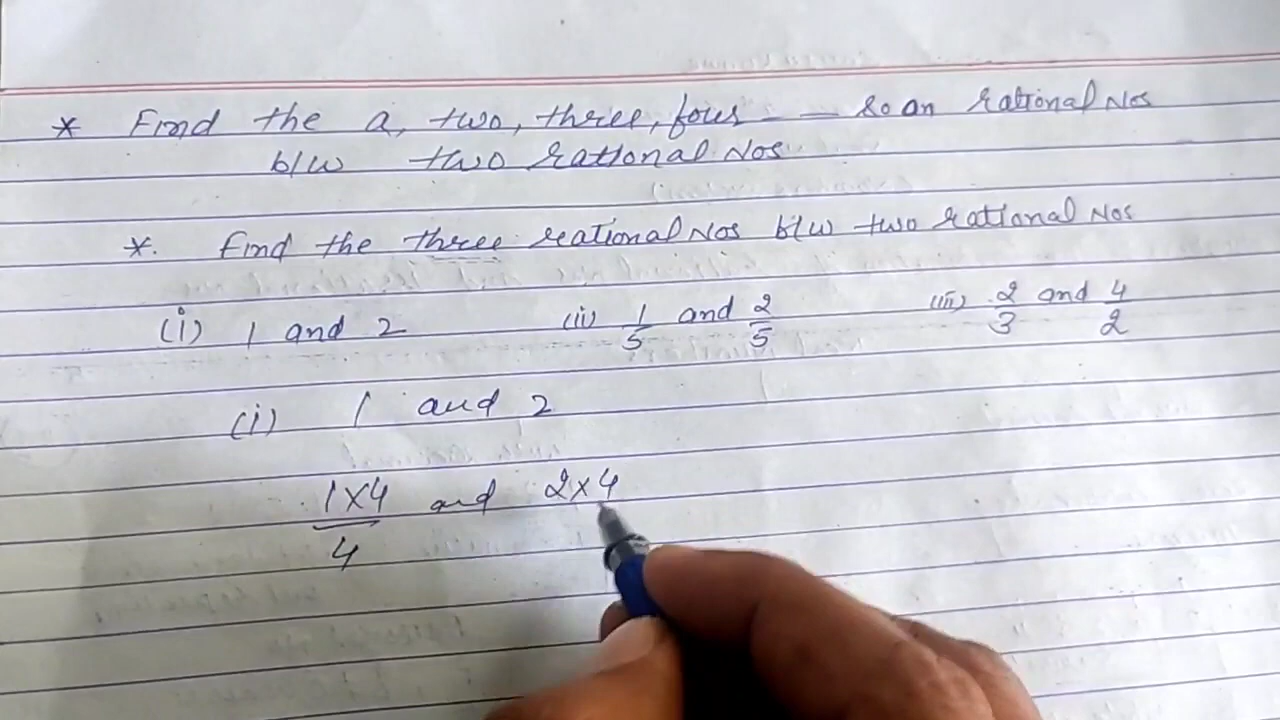 * Find the a, two, three, four - — so on rational Nos
b/w two rational Nos
*. Find the three rational Nos b/w two rational Nos
(i) 1 and 2 (ii) 1/5 and 2/5 (iii) 2/3 and 4/2
(i) 1 and 2
1×4/4 and 2×4